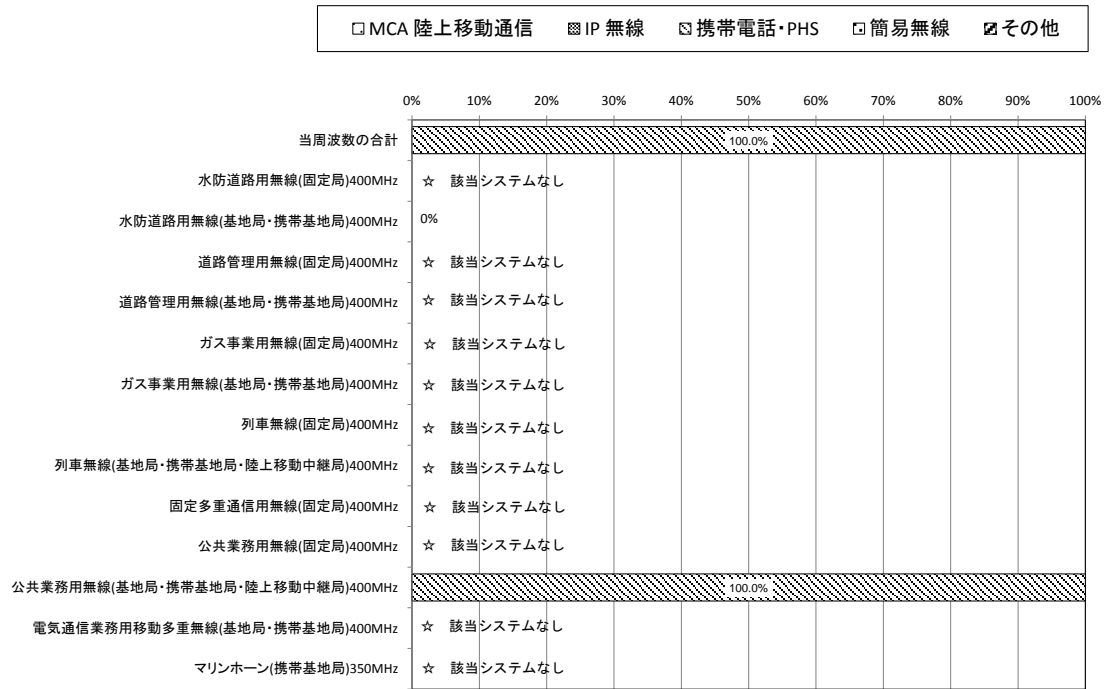 MCA 陸上移動通信 IP 無線 携帯電話・PHS 簡易無線 その他
0% 10% 20% 30% 40% 50% 60% 70% 80% 90% 100%
当周波数の合計 100.0%
水防道路用無線(固定局)400MHz ☆ 該当システムなし
水防道路用無線(基地局・携帯基地局)400MHz 0%
道路管理用無線(固定局)400MHz ☆ 該当システムなし
道路管理用無線(基地局・携帯基地局)400MHz ☆ 該当システムなし
ガス事業用無線(固定局)400MHz ☆ 該当システムなし
ガス事業用無線(基地局・携帯基地局)400MHz ☆ 該当システムなし
列車無線(固定局)400MHz ☆ 該当システムなし
列車無線(基地局・携帯基地局・陸上移動中継局)400MHz ☆ 該当システムなし
固定多重通信用無線(固定局)400MHz ☆ 該当システムなし
公共業務用無線(固定局)400MHz ☆ 該当システムなし
公共業務用無線(基地局・携帯基地局・陸上移動中継局)400MHz 100.0%
電気通信業務用移動多重無線(基地局・携帯基地局)400MHz ☆ 該当システムなし
マリンホーン(携帯基地局)350MHz ☆ 該当システムなし